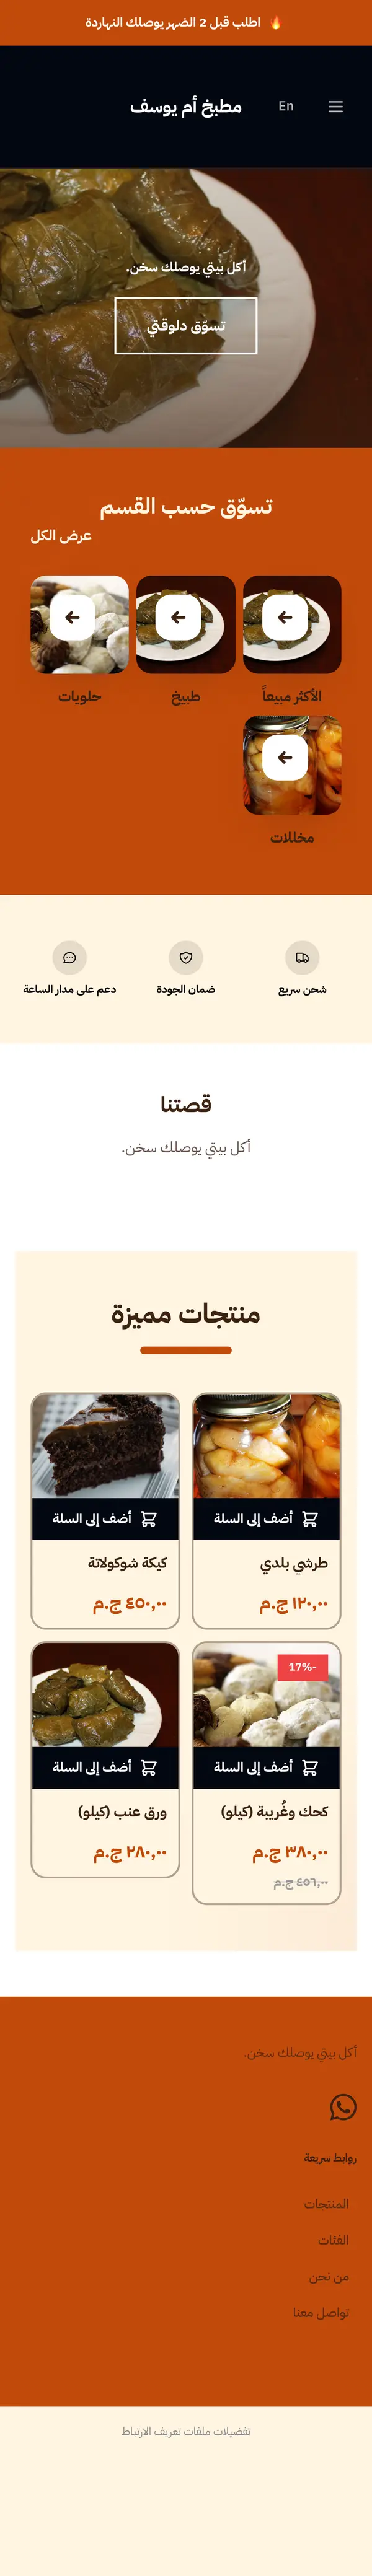 🔥 اطلب قبل 2 الضهر يوصلك النهاردة
مطبخ أم يوسف
En
أكل بيتي يوصلك سخن.
تسوّق دلوقتي
تسوّق حسب القسم
عرض الكل
الأكثر مبيعاً
طبيخ
حلويات
مخللات
شحن سريع
ضمان الجودة
دعم على مدار الساعة
قصتنا
أكل بيتي يوصلك سخن.
منتجات مميزة
أضف إلى السلة
طرشي بلدي
١٢٠,٠٠ ج.م
أضف إلى السلة
كيكة شوكولاتة
٤٥٠,٠٠ ج.م
-17%
أضف إلى السلة
كحك وغُريبة (كيلو)
٣٨٠,٠٠ ج.م
٤٥٦,٠٠ ج.م
أضف إلى السلة
ورق عنب (كيلو)
٢٨٠,٠٠ ج.م
أكل بيتي يوصلك سخن.
روابط سريعة
المنتجات
الفئات
من نحن
تواصل معنا
تفضيلات ملفات تعريف الارتباط